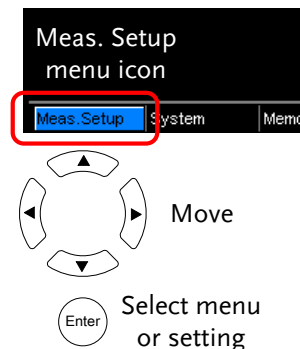 Meas. Setup
menu icon
Meas.Setup System
Move
Enter
Select menu
or setting